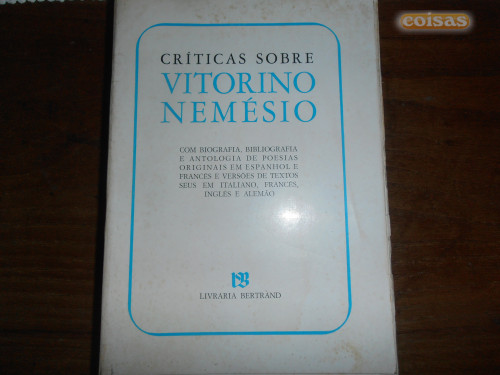 coisas
CRÍTICAS SOBRE
VITORINO
NEMÉSIO
COM BIOGRAFIA, BIBLIOGRAFIA
E ANTOLOGIA DE POESIAS
ORIGINAIS EM ESPANHOL E
FRANCÊS E VERSÕES DE TEXTOS
SEUS EM ITALIANO, FRANCÊS,
INGLÊS E ALEMÃO
LIVRARIA BERTRAND